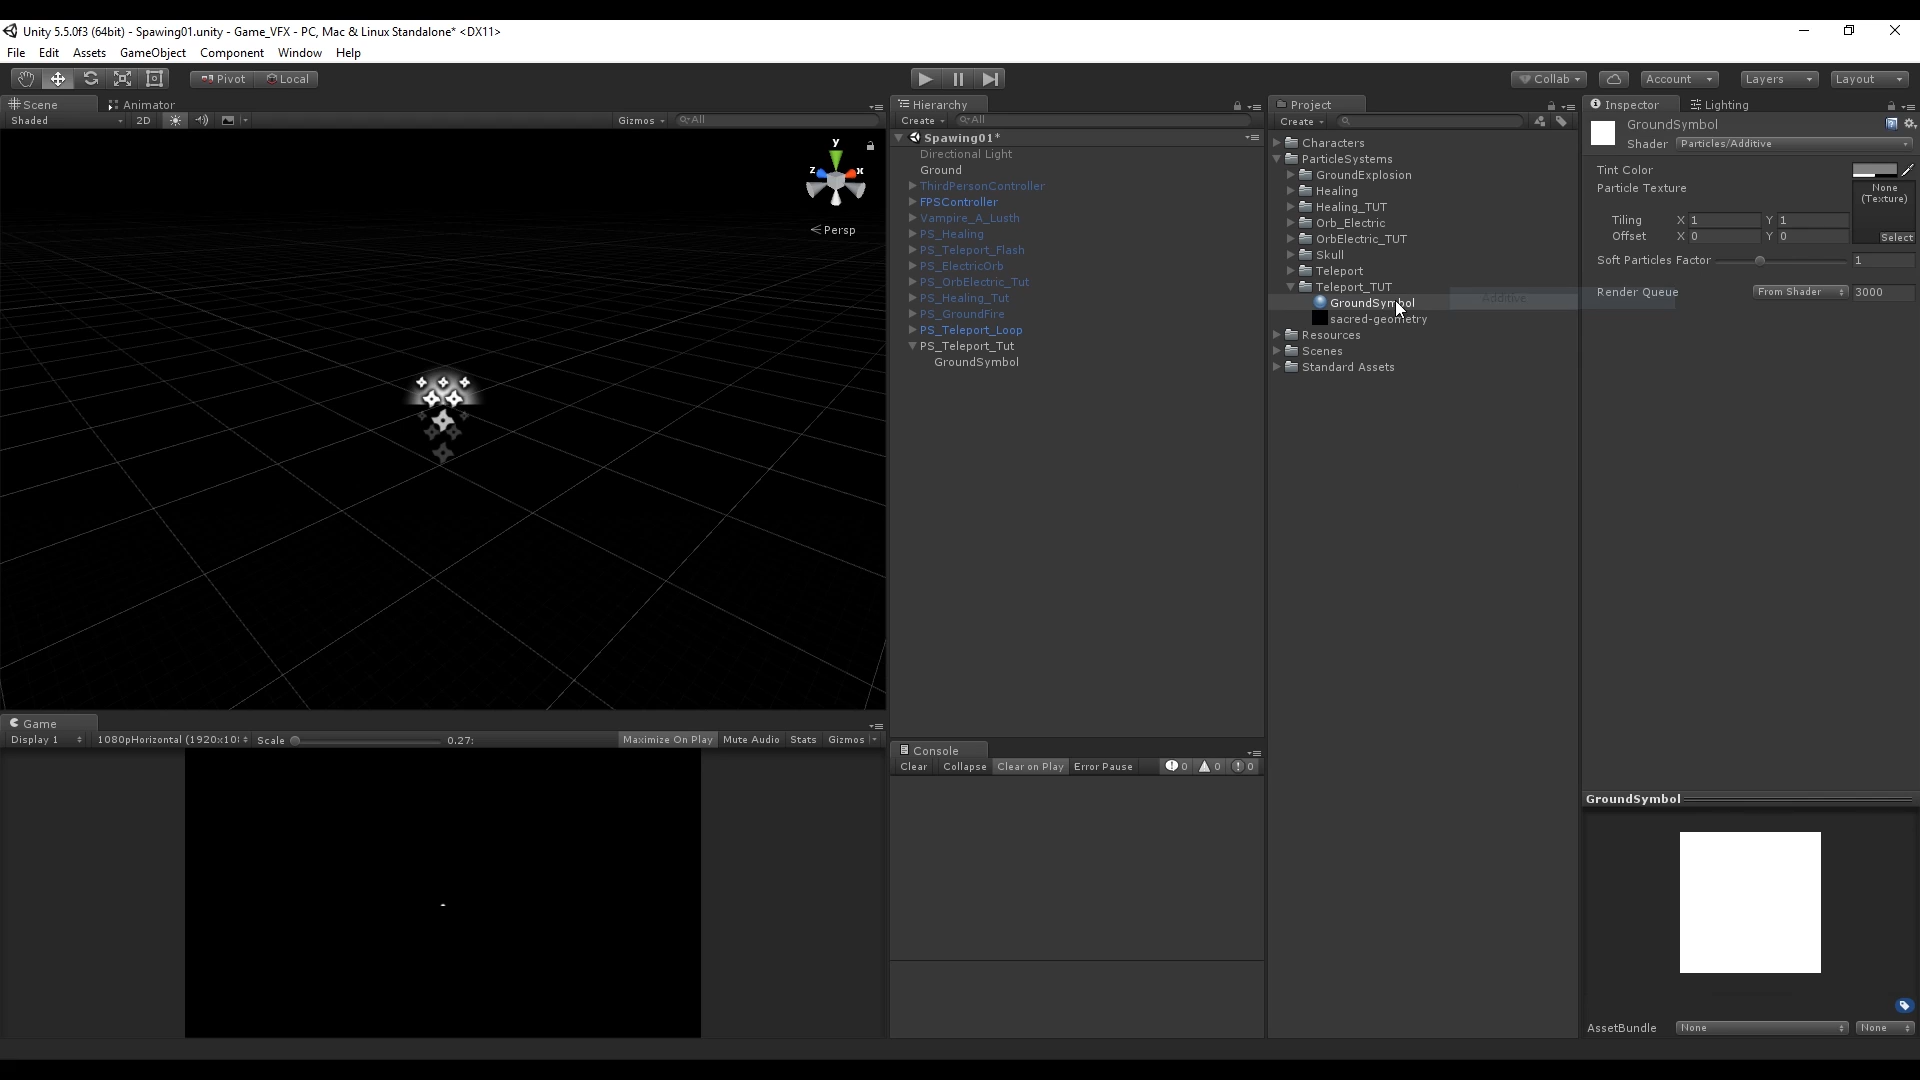 Unity 5.5.0f3 (64bit) - Spawing01.unity - Game_VFX - PC, Mac & Linux Standalone* <DX11>
File Edit Assets GameObject Component Window Help
Pivot Local Collab Account Layers Layout
Scene Animator
Shaded 2D Gizmos All
y
z x
Persp
Game
Display 1 1080pHorizontal (1920x10 Scale 0.27: Maximize On Play Mute Audio Stats Gizmos
Hierarchy
Create All
Spawing01*
Directional Light
Ground
ThirdPersonController
FPSController
Vampire_A_Lusth
PS_Healing
PS_Teleport_Flash
PS_ElectricOrb
PS_OrbElectric_Tut
PS_Healing_Tut
PS_GroundFire
PS_Teleport_Loop
PS_Teleport_Tut
GroundSymbol
Console
Clear Collapse Clear on Play Error Pause 0 0 0
Project
Create
Characters
ParticleSystems
GroundExplosion
Healing
Healing_TUT
Orb_Electric
OrbElectric_TUT
Skull
Teleport
Teleport_TUT
GroundSymbol
sacred-geometry
Resources
Scenes
Standard Assets
Additive
Inspector Lighting
GroundSymbol
Shader Particles/Additive
Tint Color
Particle Texture
None
(Texture)
Tiling X 1 Y 1
Offset X 0 Y 0
Select
Soft Particles Factor 1
Render Queue From Shader 3000
GroundSymbol
AssetBundle None None